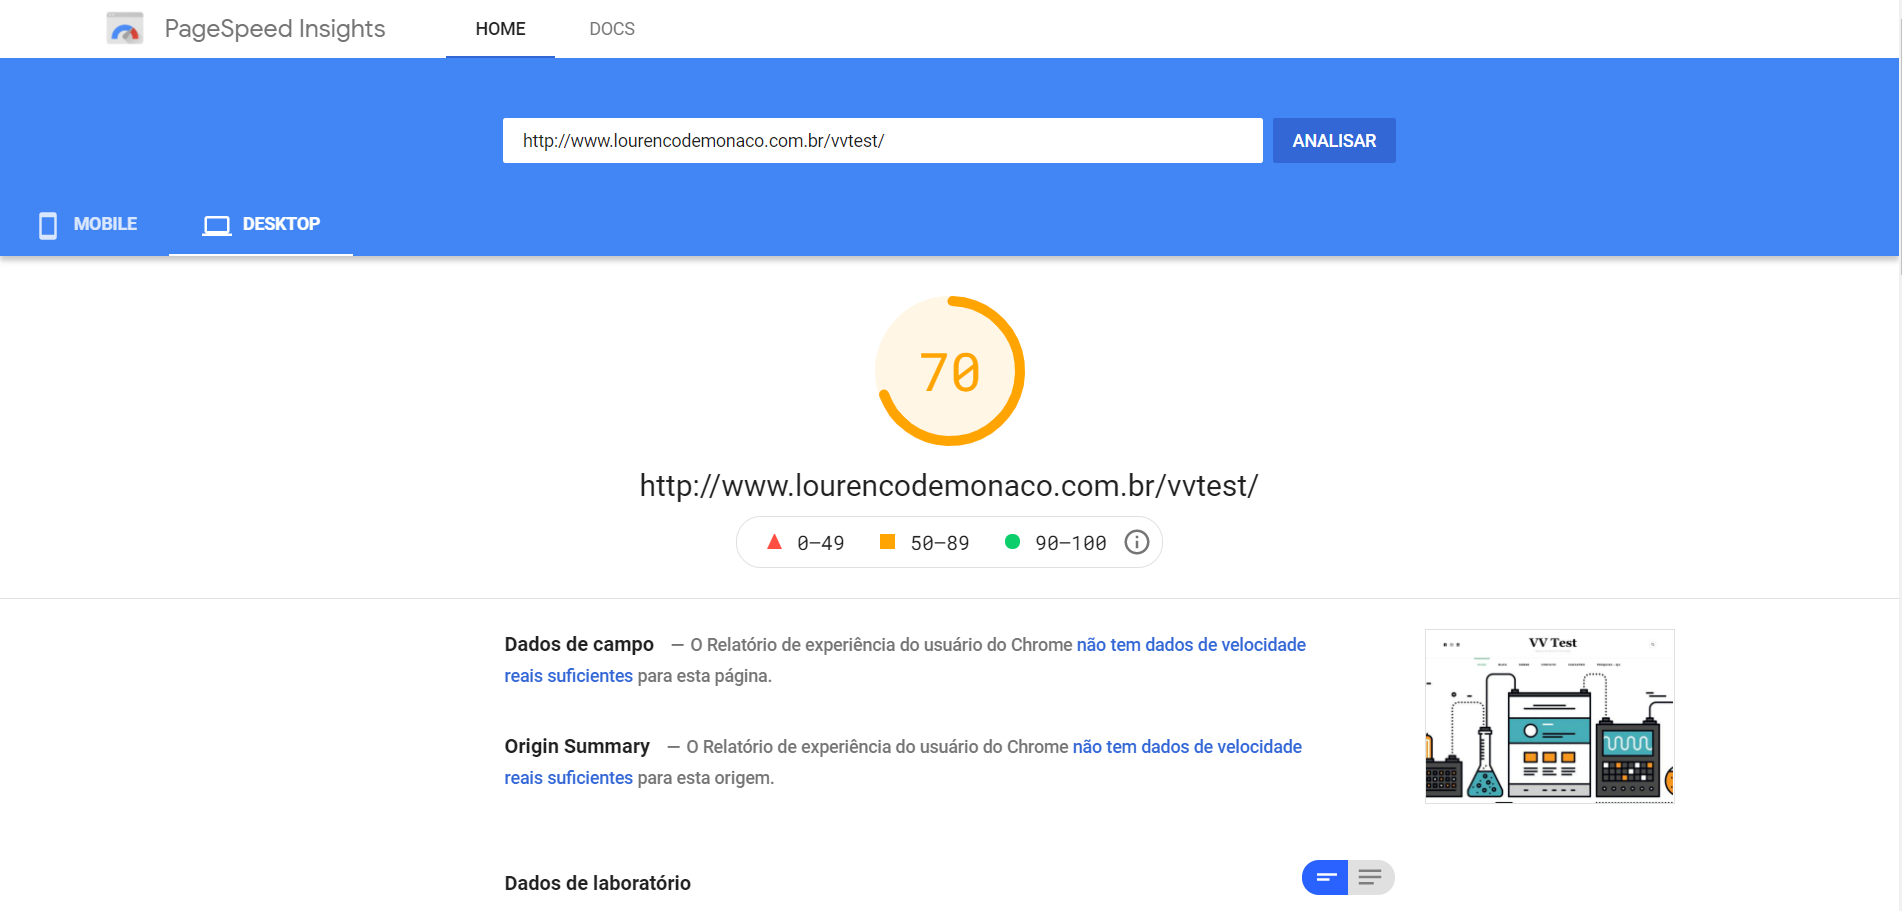 PageSpeed Insights HOME DOCS
http://www.lourencodemonaco.com.br/vvtest/ ANALISAR
MOBILE DESKTOP
70
http://www.lourencodemonaco.com.br/vvtest/
0–49 50–89 90–100
Dados de campo — O Relatório de experiência do usuário do Chrome não tem dados de velocidade
reais suficientes para esta página.
VV Test
Origin Summary — O Relatório de experiência do usuário do Chrome não tem dados de velocidade
reais suficientes para esta origem.
Dados de laboratório